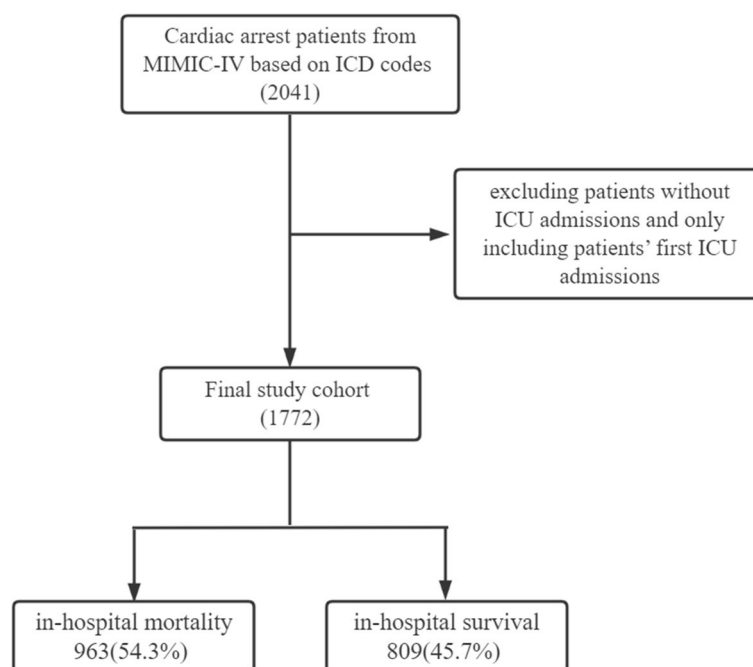 Cardiac arrest patients from
MIMIC-IV based on ICD codes
(2041)
excluding patients without
ICU admissions and only
including patients’ first ICU
admissions
Final study cohort
(1772)
in-hospital mortality
963(54.3%)
in-hospital survival
809(45.7%)